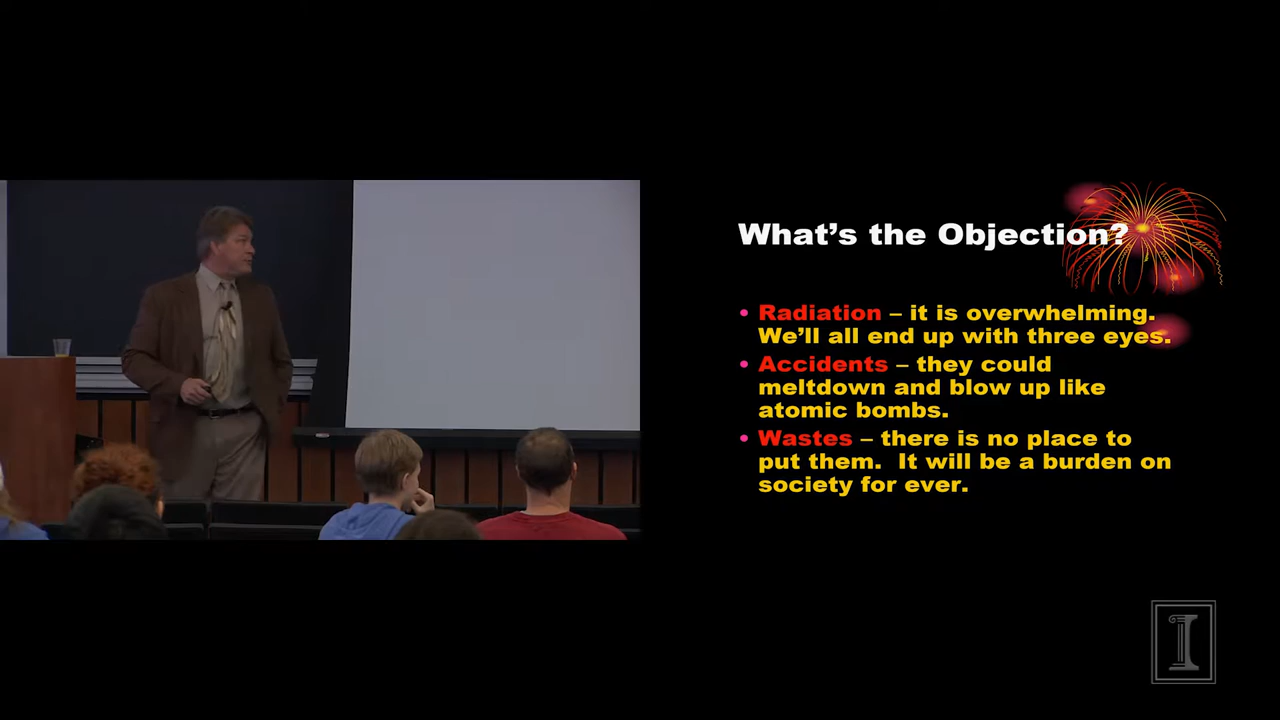 What's the Objection?
• Radiation – it is overwhelming.
We'll all end up with three eyes.
• Accidents – they could
meltdown and blow up like
atomic bombs.
• Wastes – there is no place to
put them.  It will be a burden on
society for ever.
I